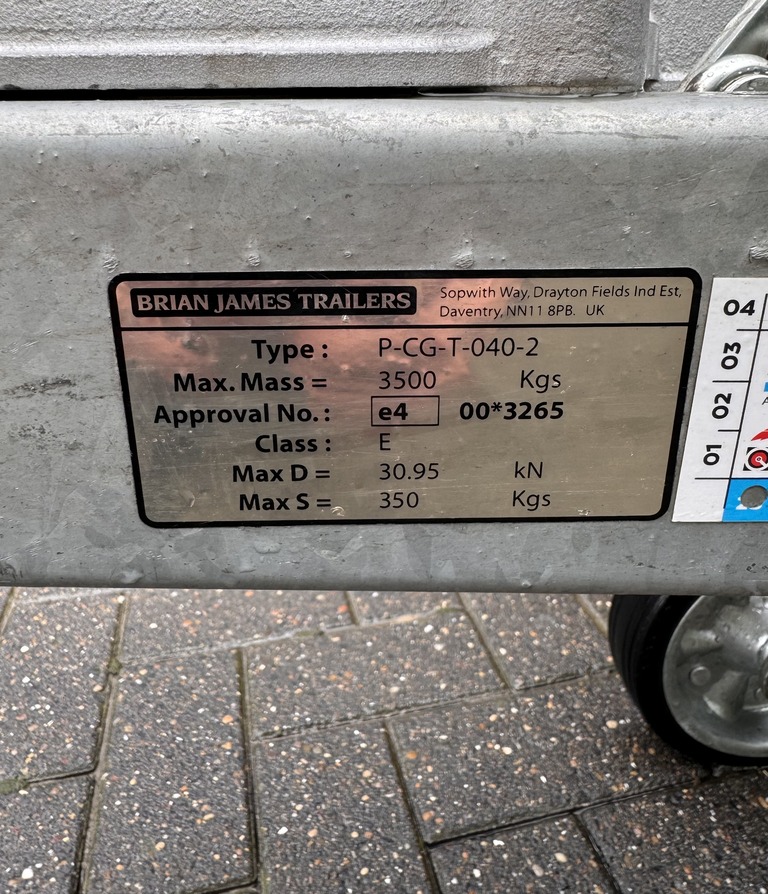 BRIAN JAMES TRAILERS
Sopwith Way, Drayton Fields Ind Est,
Daventry, NN11 8PB. UK
Type : P-CG-T-040-2
Max. Mass = 3500 Kgs
Approval No. : e4 00*3265
Class : E
Max D = 30.95 kN
Max S = 350 Kgs
04
03
02
01